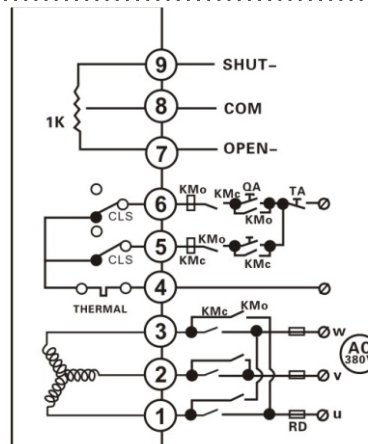 9 SHUT-
8 COM
1K
7 OPEN-
6 KMo KMc QA TA
CLS KMo
5 KMo
CLS KMc KMc
4
THERMAL
3 KMc KMo w
AC
380V
2 v
1 u
RD